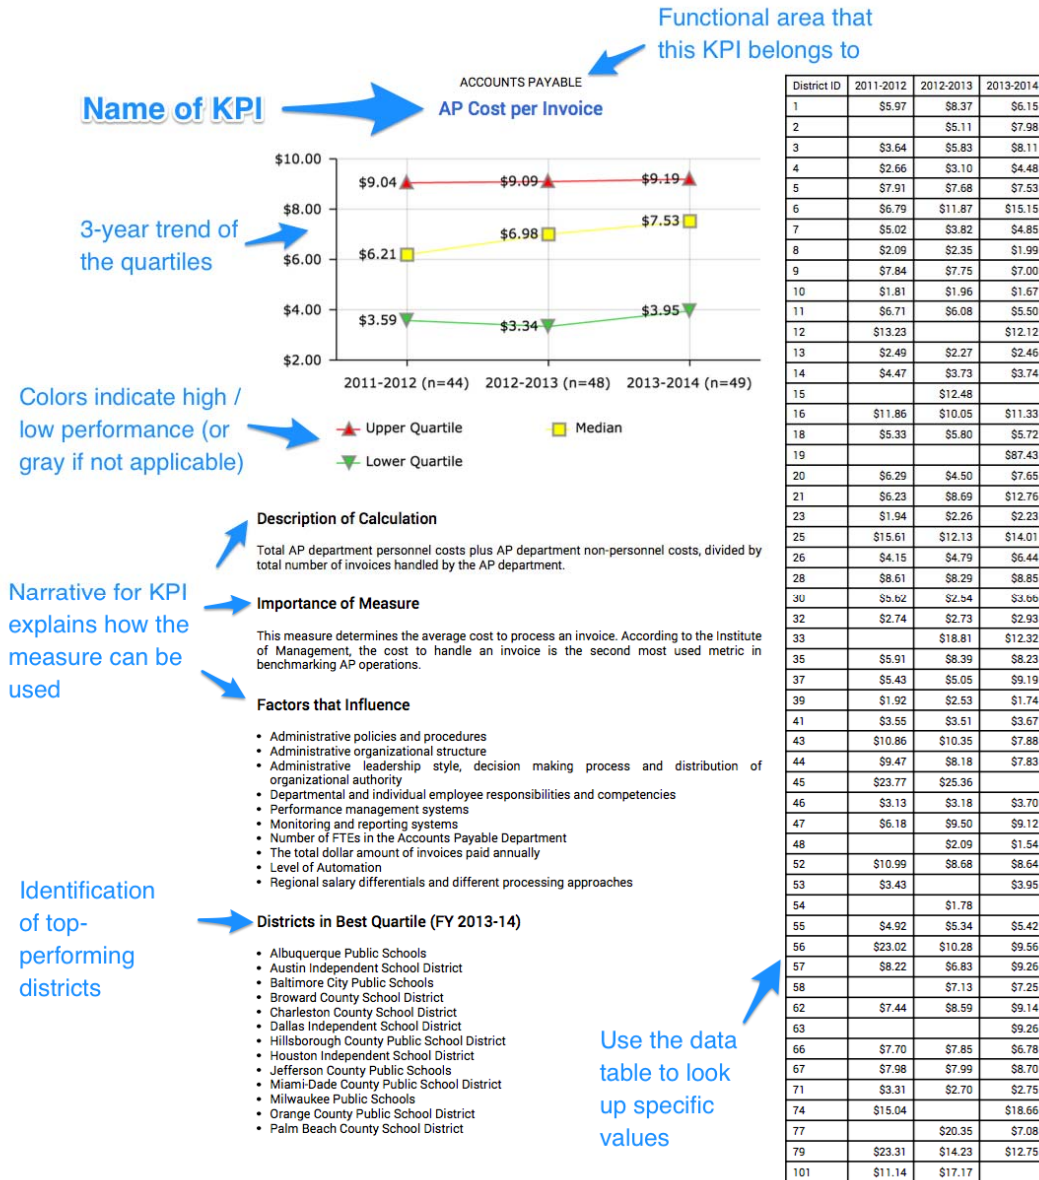 Functional area that
this KPI belongs to
ACCOUNTS PAYABLE
Name of KPI
AP Cost per Invoice
$10.00
$8.00
$6.00
$4.00
$2.00
$9.04
$9.09
$9.19
$6.21
$6.98
$7.53
$3.59
$3.34
$3.95
2011-2012 (n=44) 2012-2013 (n=48) 2013-2014 (n=49)
Upper Quartile
Median
Lower Quartile
3-year trend of
the quartiles
Colors indicate high /
low performance (or
gray if not applicable)
Description of Calculation
Total AP department personnel costs plus AP department non-personnel costs, divided by
total number of invoices handled by the AP department.
Narrative for KPI
explains how the
measure can be
used
Importance of Measure
This measure determines the average cost to process an invoice. According to the Institute
of Management, the cost to handle an invoice is the second most used metric in
benchmarking AP operations.
Factors that Influence
• Administrative policies and procedures
• Administrative organizational structure
• Administrative leadership style, decision making process and distribution of
organizational authority
• Departmental and individual employee responsibilities and competencies
• Performance management systems
• Monitoring and reporting systems
• Number of FTEs in the Accounts Payable Department
• The total dollar amount of invoices paid annually
• Level of Automation
• Regional salary differentials and different processing approaches
Identification
of top-
performing
districts
Districts in Best Quartile (FY 2013-14)
• Albuquerque Public Schools
• Austin Independent School District
• Baltimore City Public Schools
• Broward County School District
• Charleston County School District
• Dallas Independent School District
• Hillsborough County Public School District
• Houston Independent School District
• Jefferson County Public Schools
• Miami-Dade County Public School District
• Milwaukee Public Schools
• Orange County Public School District
• Palm Beach County School District
Use the data
table to look
up specific
values
District ID 2011-2012 2012-2013 2013-2014
1 $5.97 $8.37 $6.15
2 $5.11 $7.98
3 $3.64 $5.83 $8.11
4 $2.66 $3.10 $4.48
5 $7.91 $7.68 $7.53
6 $6.79 $11.87 $15.15
7 $5.02 $3.82 $4.85
8 $2.09 $2.35 $1.99
9 $7.84 $7.75 $7.00
10 $1.81 $1.96 $1.67
11 $6.71 $6.08 $5.50
12 $13.23 $12.12
13 $2.49 $2.27 $2.46
14 $4.47 $3.73 $3.74
15 $12.48
16 $11.86 $10.05 $11.33
18 $5.33 $5.80 $5.72
19 $87.43
20 $6.29 $4.50 $7.65
21 $6.23 $8.69 $12.76
23 $1.94 $2.26 $2.23
25 $15.61 $12.13 $14.01
26 $4.15 $4.79 $6.44
28 $8.61 $8.29 $8.85
30 $5.62 $2.54 $3.66
32 $2.74 $2.73 $2.93
33 $18.81 $12.32
35 $5.91 $8.39 $8.23
37 $5.43 $5.05 $9.19
39 $1.92 $2.53 $1.74
41 $3.55 $3.51 $3.67
43 $10.86 $10.35 $7.88
44 $9.47 $8.18 $7.83
45 $23.77 $25.36
46 $3.13 $3.18 $3.70
47 $6.18 $9.50 $9.12
48 $2.09 $1.54
52 $10.99 $8.68 $8.64
53 $3.43 $3.95
54 $1.78
55 $4.92 $5.34 $5.42
56 $23.02 $10.28 $9.56
57 $8.22 $6.83 $9.26
58 $7.13 $7.25
62 $7.44 $8.59 $9.14
63 $9.26
66 $7.70 $7.85 $6.78
67 $7.98 $7.99 $8.70
71 $3.31 $2.70 $2.75
74 $15.04 $18.66
77 $20.35 $7.08
79 $23.31 $14.23 $12.75
101 $11.14 $17.17